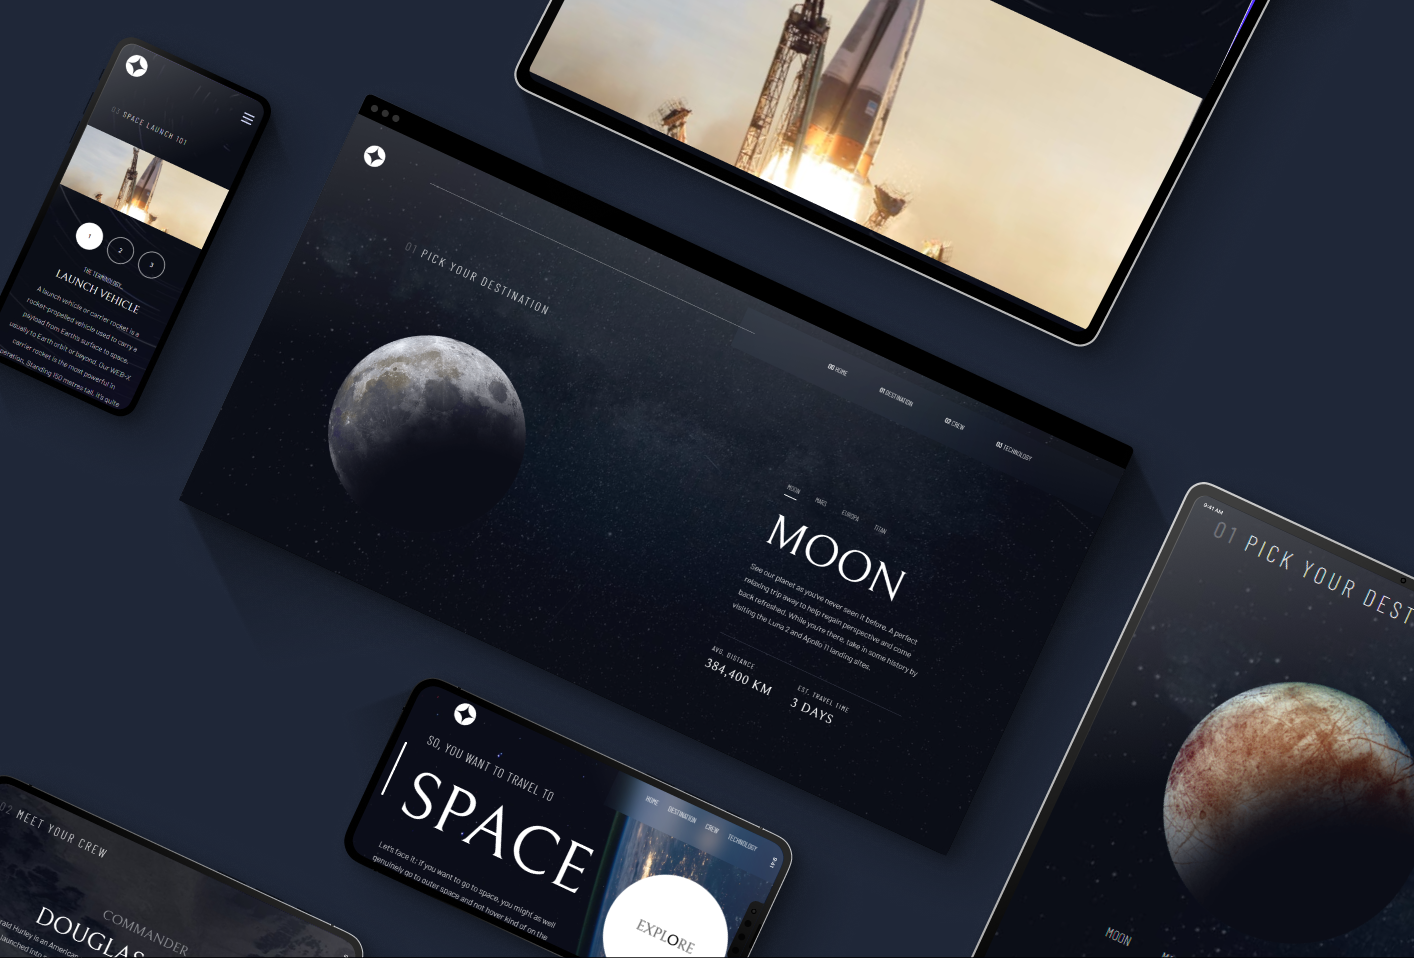 01 SPACE LAUNCH 101
1
2
3
THE TERMINOLOGY...
LAUNCH VEHICLE
A launch vehicle or carrier rocket is a
rocket-propelled vehicle used to carry a
payload from Earth's surface to space,
usually to Earth orbit or beyond. Our WEB-X
carrier rocket is the most powerful in
operation. Standing 150 metres tall, it's quite
01 PICK YOUR DESTINATION
00 HOME
01 DESTINATION
02 CREW
03 TECHNOLOGY
MOON
MARS
EUROPA
TITAN
MOON
See our planet as you've never seen it before. A perfect
relaxing trip away to help regain perspective and come
back refreshed. While you're there, take in some history by
visiting the Luna 2 and Apollo 11 landing sites.
AVG. DISTANCE
384,400 KM
EST. TRAVEL TIME
3 DAYS
9:41 AM
01 PICK YOUR DEST
MOON
SO, YOU WANT TO TRAVEL TO
SPACE
Let's face it; if you want to go to space, you might as well
genuinely go to outer space and not hover kind of on the
HOME
DESTINATION
CREW
TECHNOLOGY
9:41
EXPLORE
02 MEET YOUR CREW
COMMANDER
DOUGLAS
rald Hurley is an American
launched into